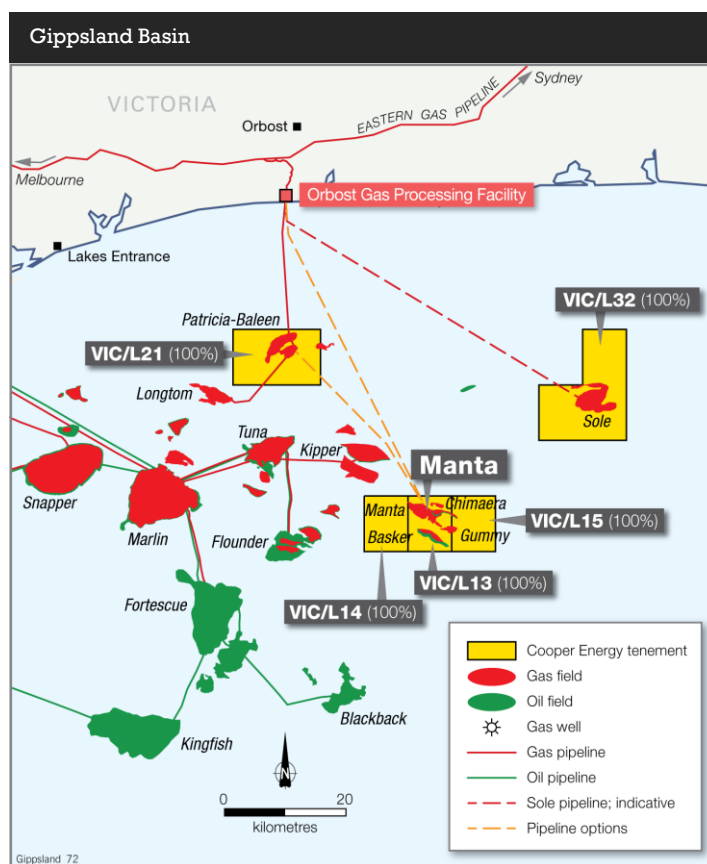 Gippsland Basin
VICTORIA
Sydney
EASTERN GAS PIPELINE
Orbost
Melbourne
Orbost Gas Processing Facility
Lakes Entrance
VIC/L32 (100%)
Patricia-Baleen
VIC/L21 (100%)
Longtom
Sole
Tuna
Kipper
Manta
Snapper
Marlin
Manta
Chimaera
VIC/L15 (100%)
Flounder
Basker
Gummy
VIC/L13 (100%)
VIC/L14 (100%)
Fortescue
Blackback
Kingfish
Cooper Energy tenement
Gas field
Oil field
Gas well
Gas pipeline
Oil pipeline
Sole pipeline; indicative
Pipeline options
N
0 20
kilometres
Gippsland 72